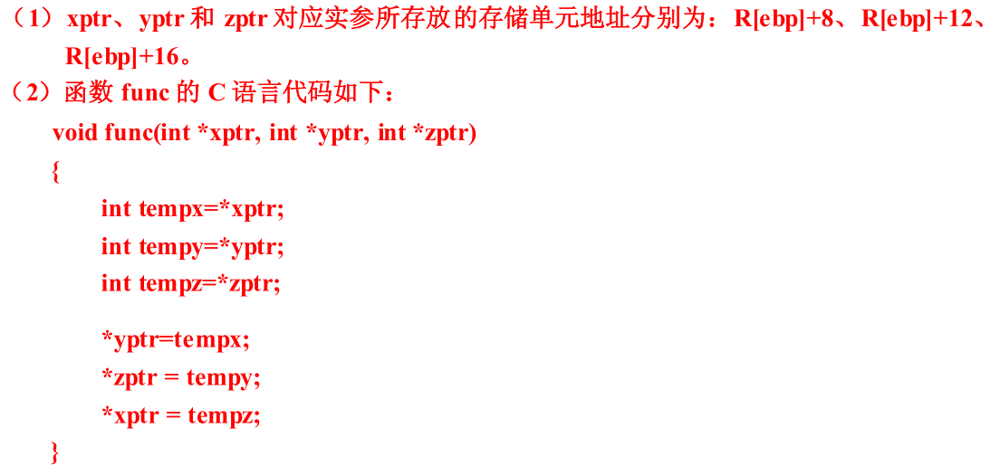 （1）xptr、yptr 和 zptr 对应实参所存放的存储单元地址分别为：R[ebp]+8、R[ebp]+12、
R[ebp]+16。
（2）函数 func 的 C 语言代码如下：
void func(int *xptr, int *yptr, int *zptr)
{
int tempx=*xptr;
int tempy=*yptr;
int tempz=*zptr;
*yptr=tempx;
*zptr = tempy;
*xptr = tempz;
}